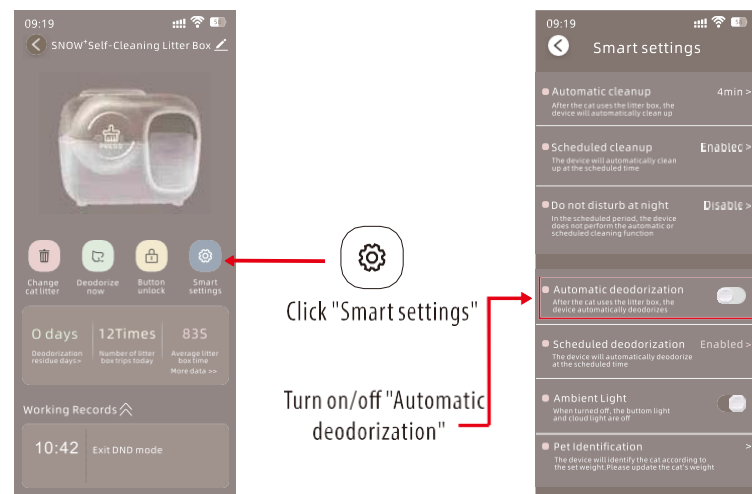 09:19
SNOW⁺Self-Cleaning Litter Box
PRESS
Change
cat litter
Deodorize
now
Button
unlock
Smart
settings
0 days
Deodorization
residue days>
12Times
Number of litter
box trips today
835
Average litter
box time
More data >>
Working Records
10:42 Exit DND mode
Click "Smart settings"
Turn on/off "Automatic
deodorization"
09:19
Smart settings
Automatic cleanup 4min >
After the cat uses the litter box, the
device will automatically clean up
Scheduled cleanup Enabled >
The device will automatically clean
up at the scheduled time
Do not disturb at night Disable >
In the scheduled period, the device
does not perform the automatic or
scheduled cleaning function
Automatic deodorization
After the cat uses the litter box, the
device automatically deodorizes
Scheduled deodorization Enabled >
The device will automatically deodorize
at the scheduled time
Ambient Light
When turned off, the buttom light
and cloud light are off
Pet Identification >
The device will identify the cat according to
the set weight.Please update the cat's weight